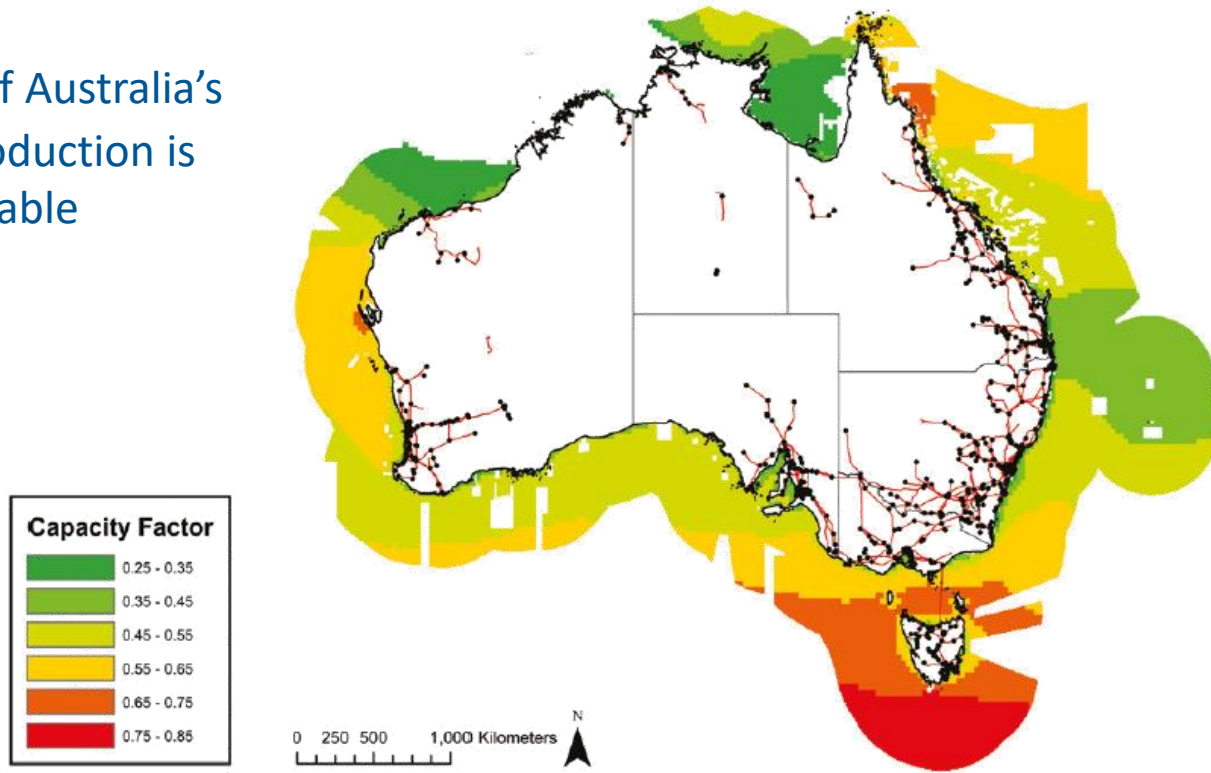 f Australia's
oduction is
able
Capacity Factor
0.25 - 0.35
0.35 - 0.45
0.45 - 0.55
0.55 - 0.65
0.65 - 0.75
0.75 - 0.85
N
0 250 500 1,000 Kilometers